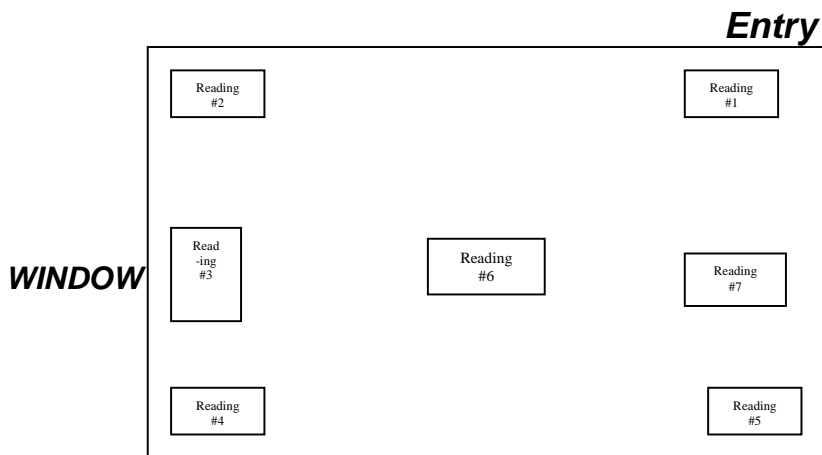 Entry
Reading
#2
Reading
#1
WINDOW
Read
-ing
#3
Reading
#6
Reading
#7
Reading
#4
Reading
#5